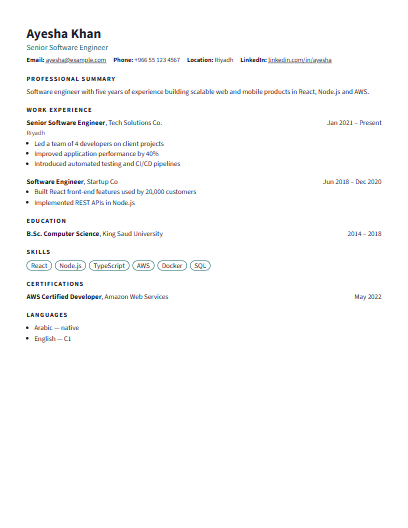 Ayesha Khan
Senior Software Engineer
Email: ayesha@example.com Phone: +966 55 123 4567 Location: Riyadh LinkedIn: linkedin.com/in/ayesha
PROFESSIONAL SUMMARY
Software engineer with five years of experience building scalable web and mobile products in React, Node.js and AWS.
WORK EXPERIENCE
Senior Software Engineer, Tech Solutions Co. Jan 2021 – Present
Riyadh
• Led a team of 4 developers on client projects
• Improved application performance by 40%
• Introduced automated testing and CI/CD pipelines
Software Engineer, Startup Co Jun 2018 – Dec 2020
• Built React front-end features used by 20,000 customers
• Implemented REST APIs in Node.js
EDUCATION
B.Sc. Computer Science, King Saud University 2014 – 2018
SKILLS
React Node.js TypeScript AWS Docker SQL
CERTIFICATIONS
AWS Certified Developer, Amazon Web Services May 2022
LANGUAGES
• Arabic — native
• English — C1